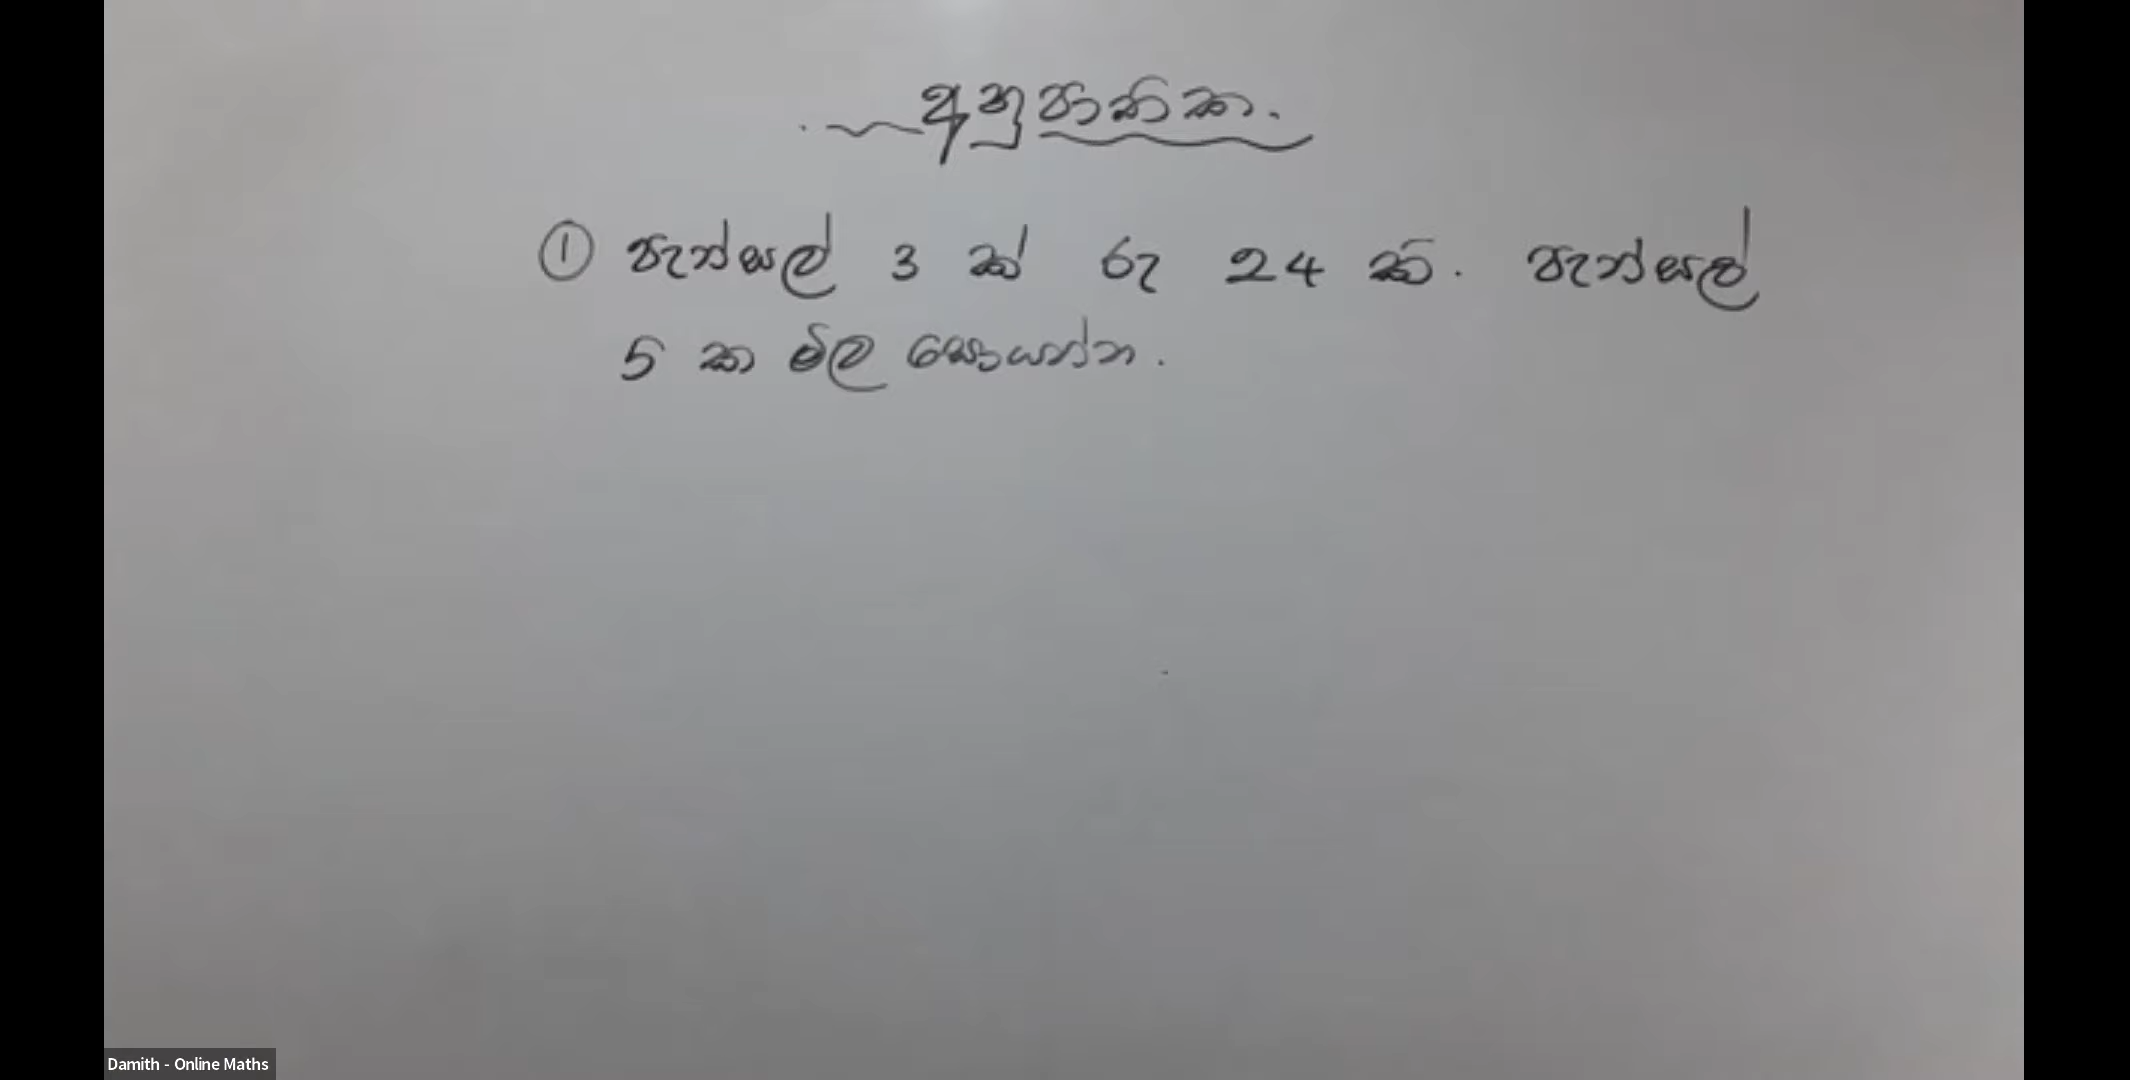 අනුපාතික.
① පැන්සල් 3 ක් රු 24 කි. පැන්සල්
5 ක මිල සොයන්න.
Damith - Online Maths